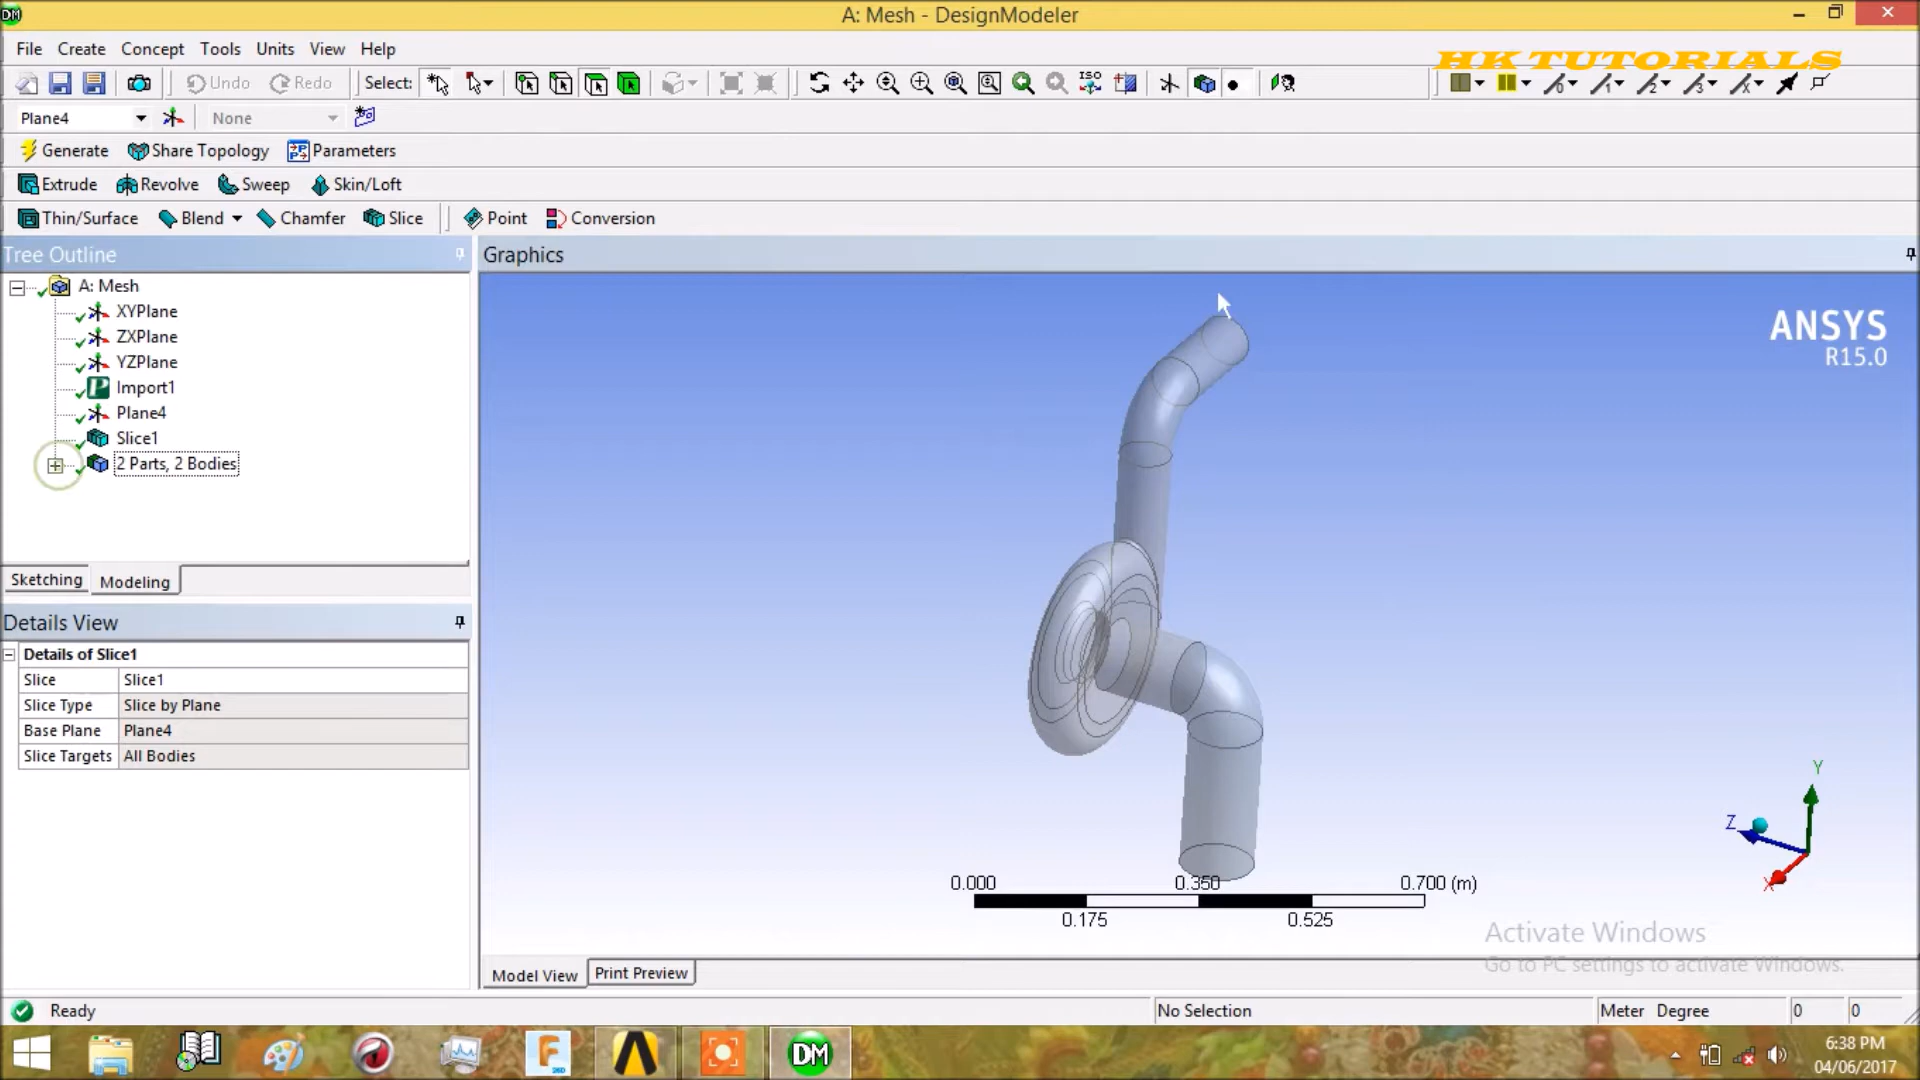 DM A: Mesh - DesignModeler
File Create Concept Tools Units View Help
HK TUTORIALS
Undo Redo Select: ISO
Plane4 None
Generate Share Topology Parameters
Extrude Revolve Sweep Skin/Loft
Thin/Surface Blend Chamfer Slice Point Conversion
Tree Outline
Graphics
A: Mesh
XYPlane
ZXPlane
YZPlane
Import1
Plane4
Slice1
2 Parts, 2 Bodies
Sketching Modeling
Details View
Details of Slice1
Slice Slice1
Slice Type Slice by Plane
Base Plane Plane4
Slice Targets All Bodies
ANSYS
R15.0
Y
Z
X
0.000 0.350 0.700 (m)
0.175 0.525
Activate Windows
Go to PC settings to activate Windows.
Model View Print Preview
Ready No Selection Meter Degree 0 0
DM
6:38 PM
04/06/2017